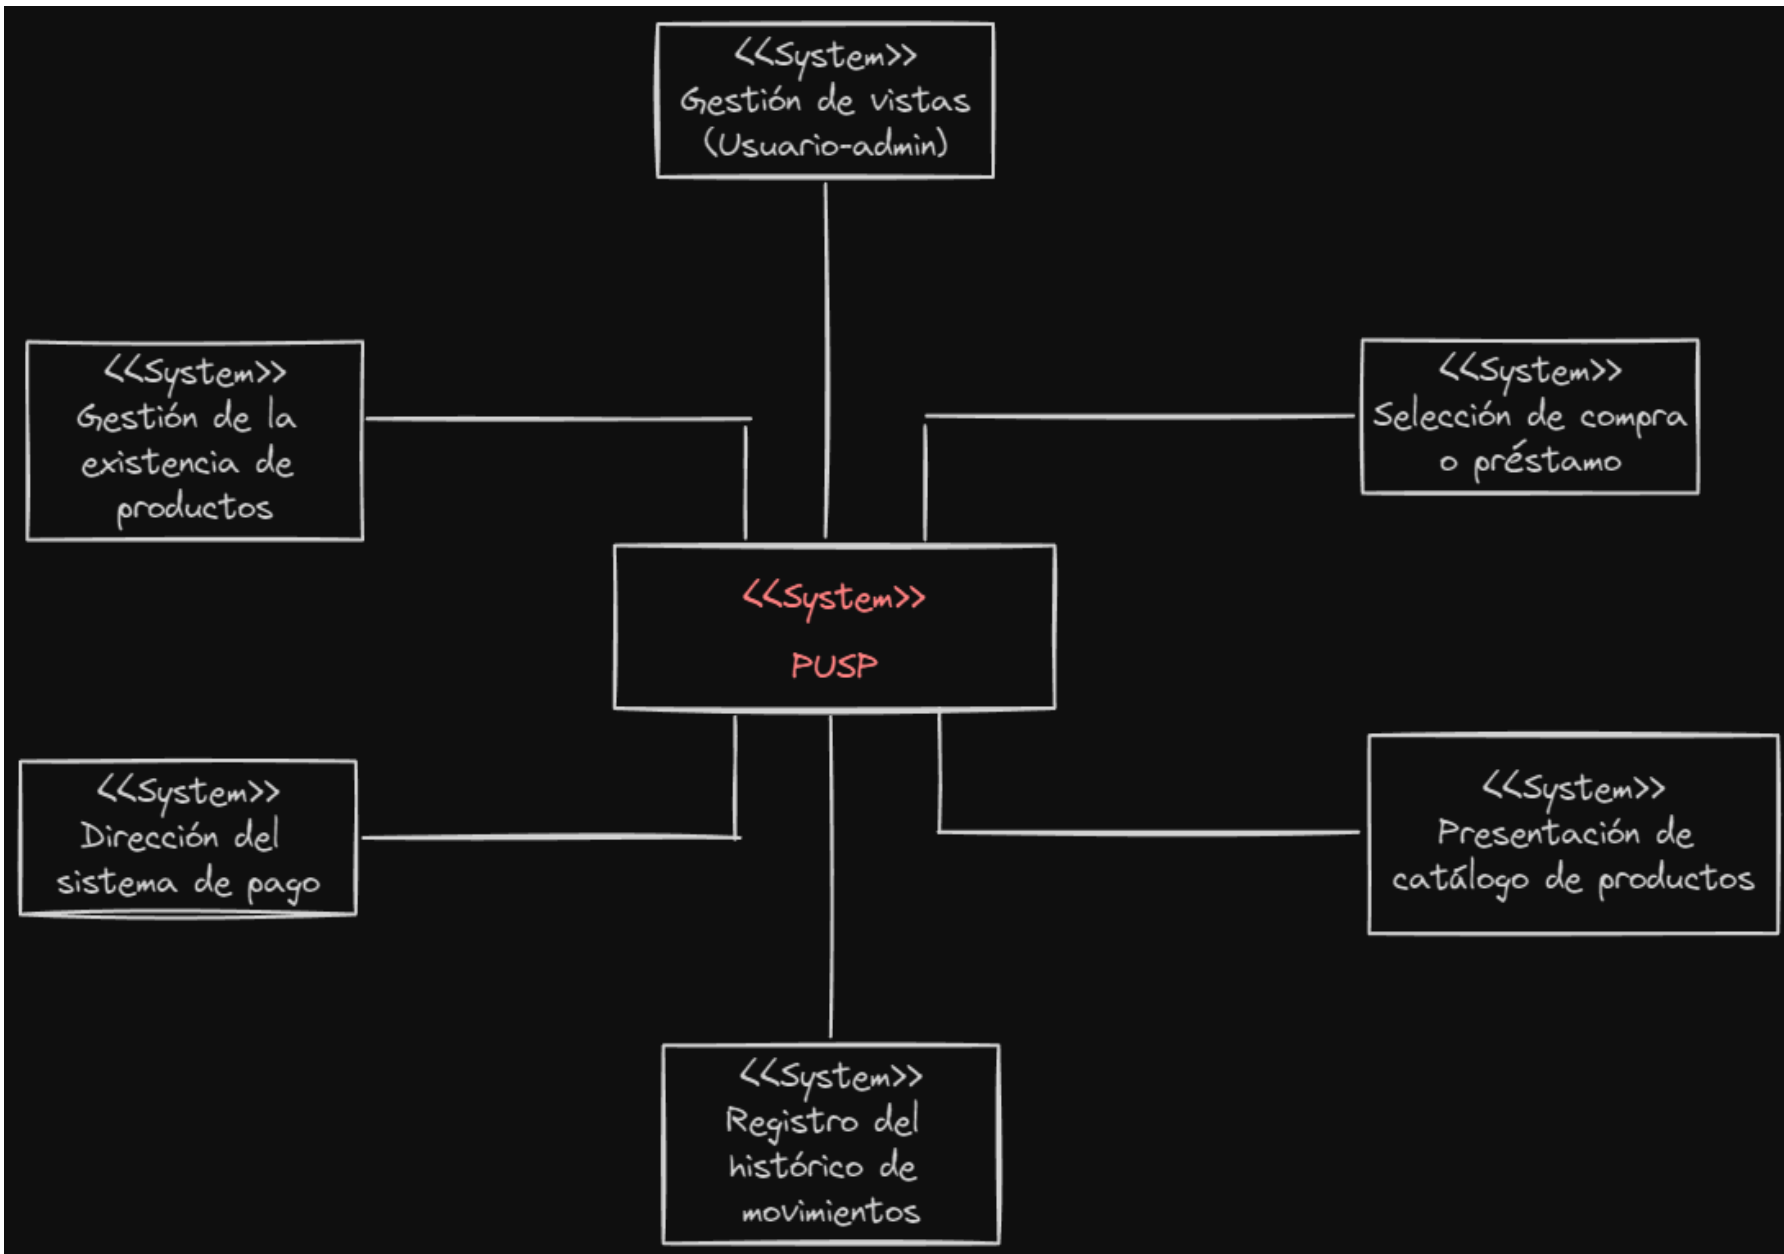 <<System>>
Gestión de vistas
(Usuario-admin)
<<System>>
Gestión de la
existencia de
productos
<<System>>
Selección de compra
o préstamo
<<System>>
PUSP
<<System>>
Dirección del
sistema de pago
<<System>>
Presentación de
catálogo de productos
<<System>>
Registro del
histórico de
movimientos